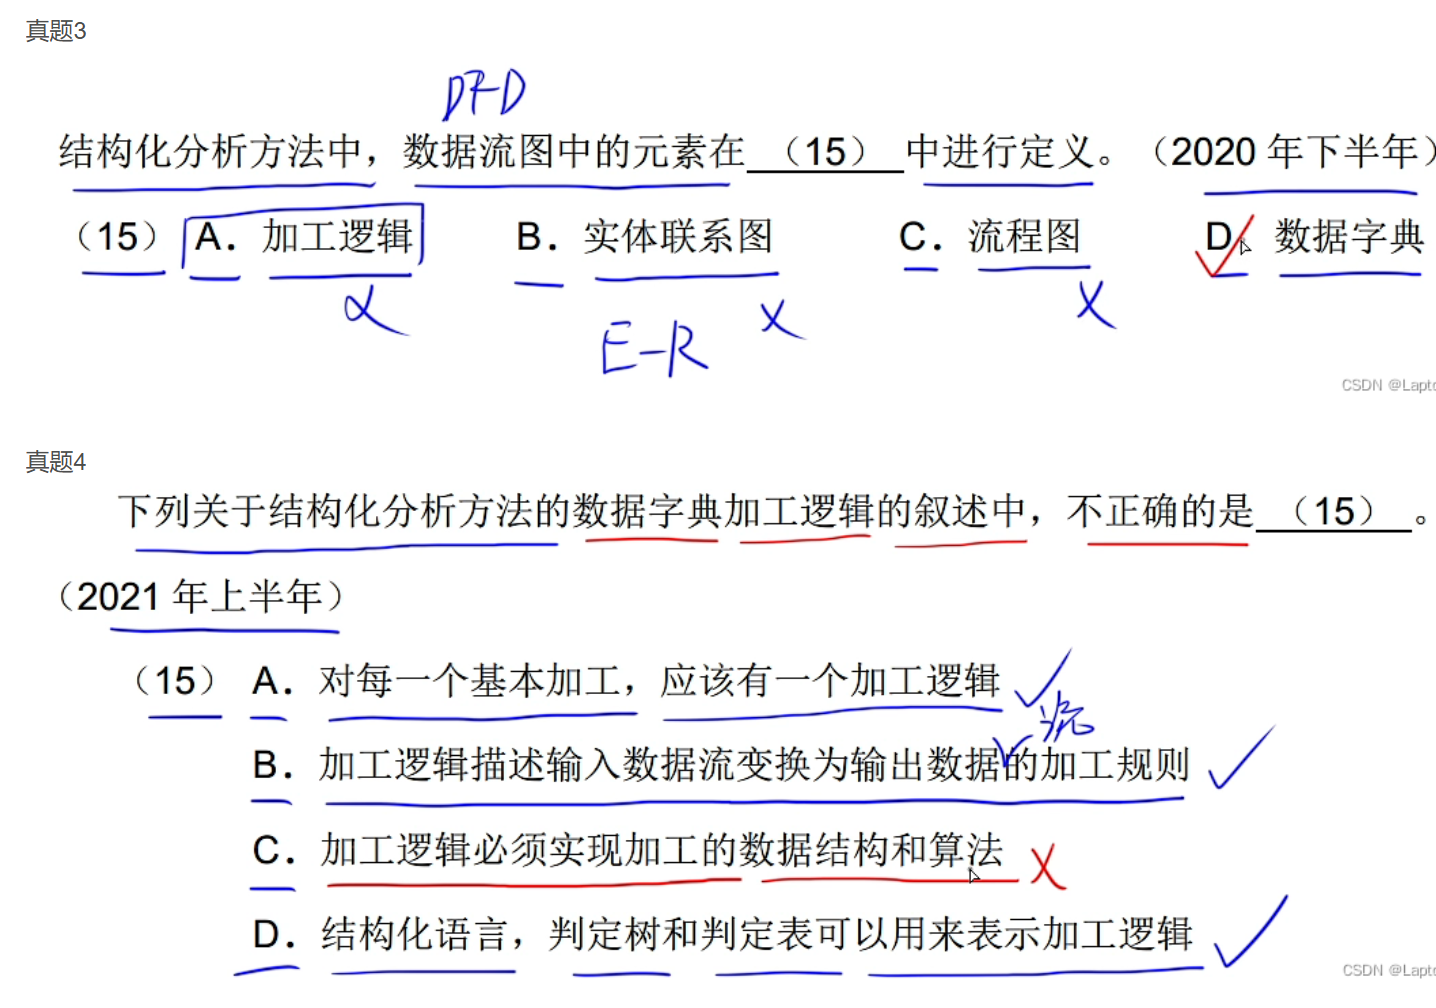 真题3
DFD
结构化分析方法中，数据流图中的元素在 （15） 中进行定义。（2020 年下半年）
（15） A. 加工逻辑 B. 实体联系图 C. 流程图 D. 数据字典
E-R
CSDN @Lapt
真题4
下列关于结构化分析方法的数据字典加工逻辑的叙述中，不正确的是 （15） 。
（2021 年上半年）
（15） A. 对每一个基本加工，应该有一个加工逻辑
流
B. 加工逻辑描述输入数据流变换为输出数据的加工规则
C. 加工逻辑必须实现加工的数据结构和算法
D. 结构化语言，判定树和判定表可以用来表示加工逻辑
CSDN @Lapt